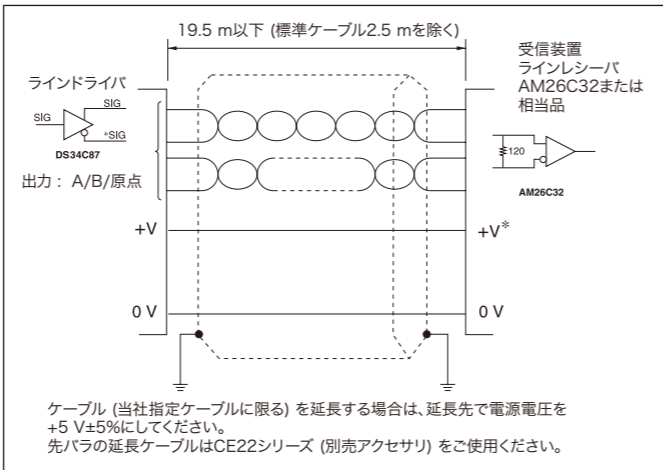 19.5 m以下 (標準ケーブル2.5 mを除く)
ラインドライバ
SIG
SIG
*SIG
DS34C87
出力： A/B/原点
受信装置
ラインレシーバ
AM26C32または
相当品
120
AM26C32
+V
+V*
0 V
0 V
ケーブル (当社指定ケーブルに限る) を延長する場合は、延長先で電源電圧を
+5 V±5%にしてください。
先バラの延長ケーブルはCE22シリーズ (別売アクセサリ) をご使用ください。